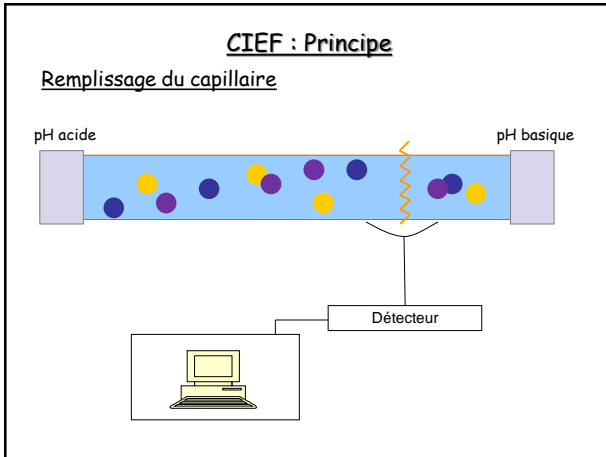 CIEF : Principe
Remplissage du capillaire
pH acide
pH basique
Détecteur